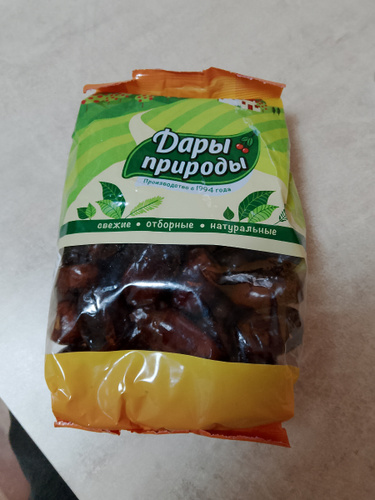 Дары
природы
Производство с 1994 года
свежие • отборные • натуральные